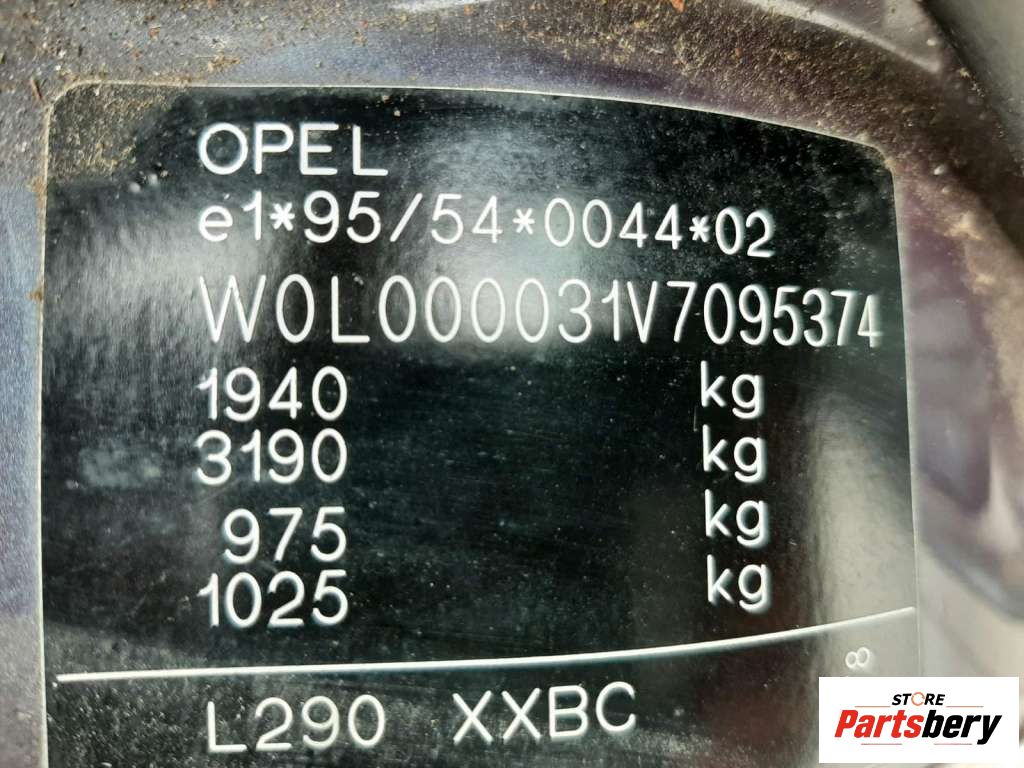 OPEL
e1*95/54*0044*02
W0L000031V7095374
1940 kg
3190 kg
975 kg
1025 kg
8
L290 XXBC
STORE
Partsbery